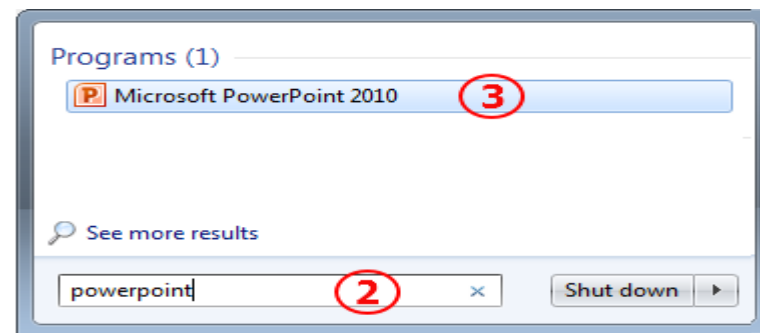 Programs (1)
Microsoft PowerPoint 2010 3
See more results
powerpoint 2 × Shut down